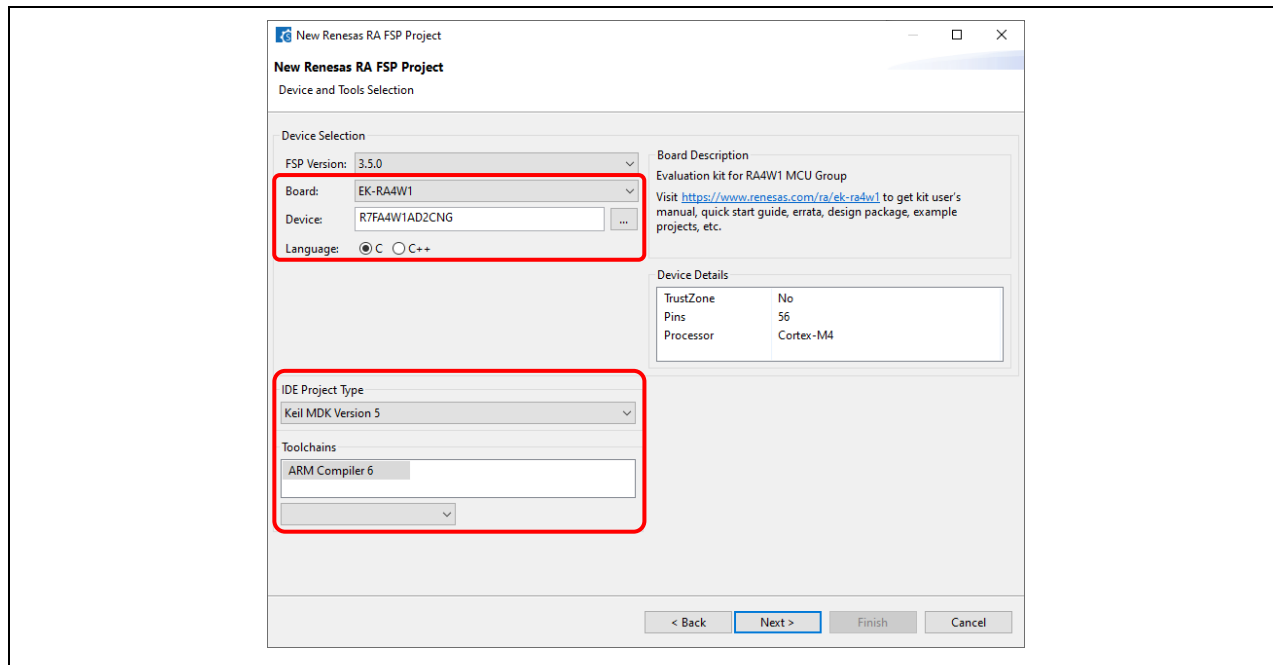 New Renesas RA FSP Project
New Renesas RA FSP Project
Device and Tools Selection
Device Selection
FSP Version: 3.5.0
Board: EK-RA4W1
Device: R7FA4W1AD2CNG ...
Language: C C++
Board Description
Evaluation kit for RA4W1 MCU Group
Visit https://www.renesas.com/ra/ek-ra4w1 to get kit user's
manual, quick start guide, errata, design package, example
projects, etc.
Device Details
TrustZone No
Pins 56
Processor Cortex-M4
IDE Project Type
Keil MDK Version 5
Toolchains
ARM Compiler 6
< Back Next > Finish Cancel